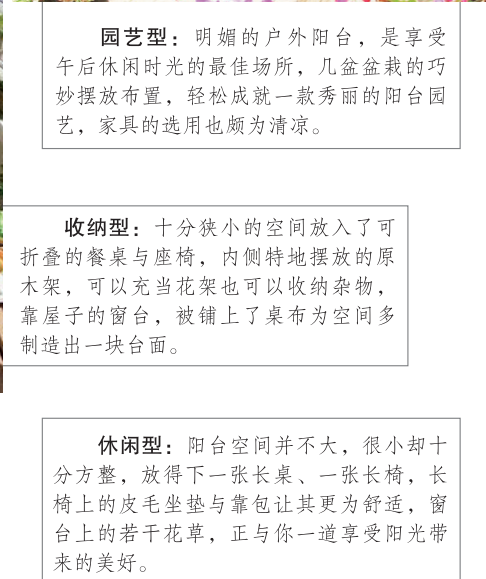 园艺型：明媚的户外阳台，是享受
午后休闲时光的最佳场所，几盆盆栽的巧
妙摆放布置，轻松成就一款秀丽的阳台园
艺，家具的选用也颇为清凉。
收纳型：十分狭小的空间放入了可
折叠的餐桌与座椅，内侧特地摆放的原
木架，可以充当花架也可以收纳杂物，
靠屋子的窗台，被铺上了桌布为空间多
制造出一块台面。
休闲型：阳台空间并不大，很小却十
分方整，放得下一张长桌、一张长椅，长
椅上的皮毛坐垫与靠包让其更为舒适，窗
台上的若干花草，正与你一道享受阳光带
来的美好。